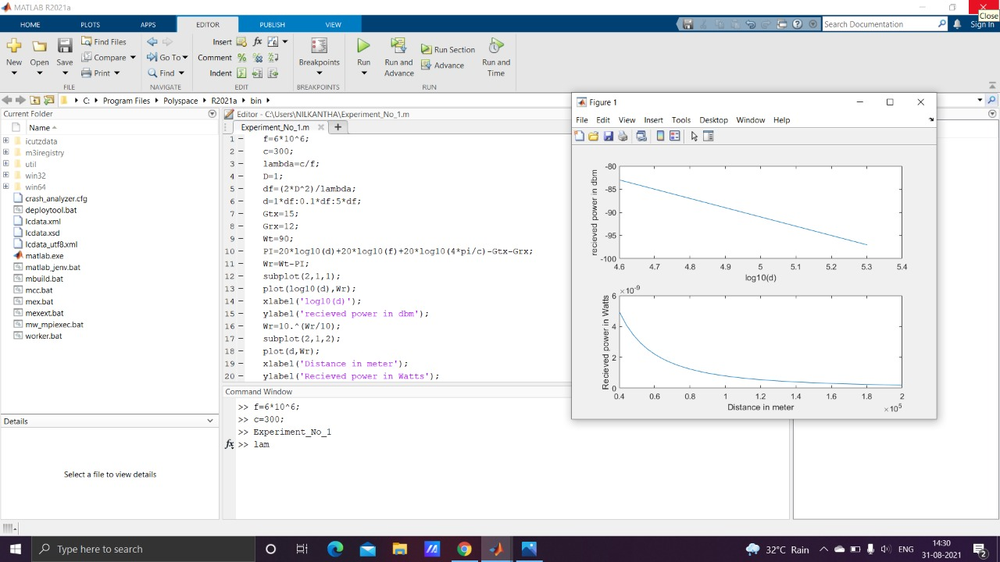 MATLAB R2021a
Close
HOME PLOTS APPS EDITOR PUBLISH VIEW
Search Documentation
Sign In
New Open Save
Find Files
Compare
Print
Go To
Find
Insert
Comment
Indent
fx
Breakpoints
Run
Run and Advance
Run Section
Advance
Run and Time
FILE NAVIGATE EDIT BREAKPOINTS RUN
C: Program Files Polyspace R2021a bin
Current Folder
Name
icutzdata
m3iregistry
util
win32
win64
crash_analyzer.cfg
deploytool.bat
lcdata.xml
lcdata.xsd
lcdata_utf8.xml
matlab.exe
matlab_jenv.bat
mbuild.bat
mcc.bat
mex.bat
mexext.bat
mw_mpiexec.bat
worker.bat
Details
Select a file to view details
Editor - C:\Users\NILKANTHA\Experiment_No_1.m
Experiment_No_1.m
1 f=6*10^6;
2 c=300;
3 lambda=c/f;
4 D=1;
5 df=(2*D^2)/lambda;
6 d=1*df:0.1*df:5*df;
7 Gtx=15;
8 Grx=12;
9 Wt=90;
10 PI=20*log10(d)+20*log10(f)+20*log10(4*pi/c)-Gtx-Grx;
11 Wr=Wt-PI;
12 subplot(2,1,1);
13 plot(log10(d),Wr);
14 xlabel('log10(d)');
15 ylabel('recieved power in dbm');
16 Wr=10.^(Wr/10);
17 subplot(2,1,2);
18 plot(d,Wr);
19 xlabel('Distance in meter');
20 ylabel('Recieved power in Watts');
Command Window
>> f=6*10^6;
>> c=300;
>> Experiment_No_1
fx >> lam
Figure 1
File Edit View Insert Tools Desktop Window Help
recieved power in dbm
-80
-85
-90
-95
-100
4.6 4.7 4.8 4.9 5 5.1 5.2 5.3 5.4
log10(d)
×10^-9
Recieved power in Watts
6
4
2
0
0.4 0.6 0.8 1 1.2 1.4 1.6 1.8 2
Distance in meter
×10^5
Type here to search
32°C Rain
ENG
14:30
31-08-2021
2